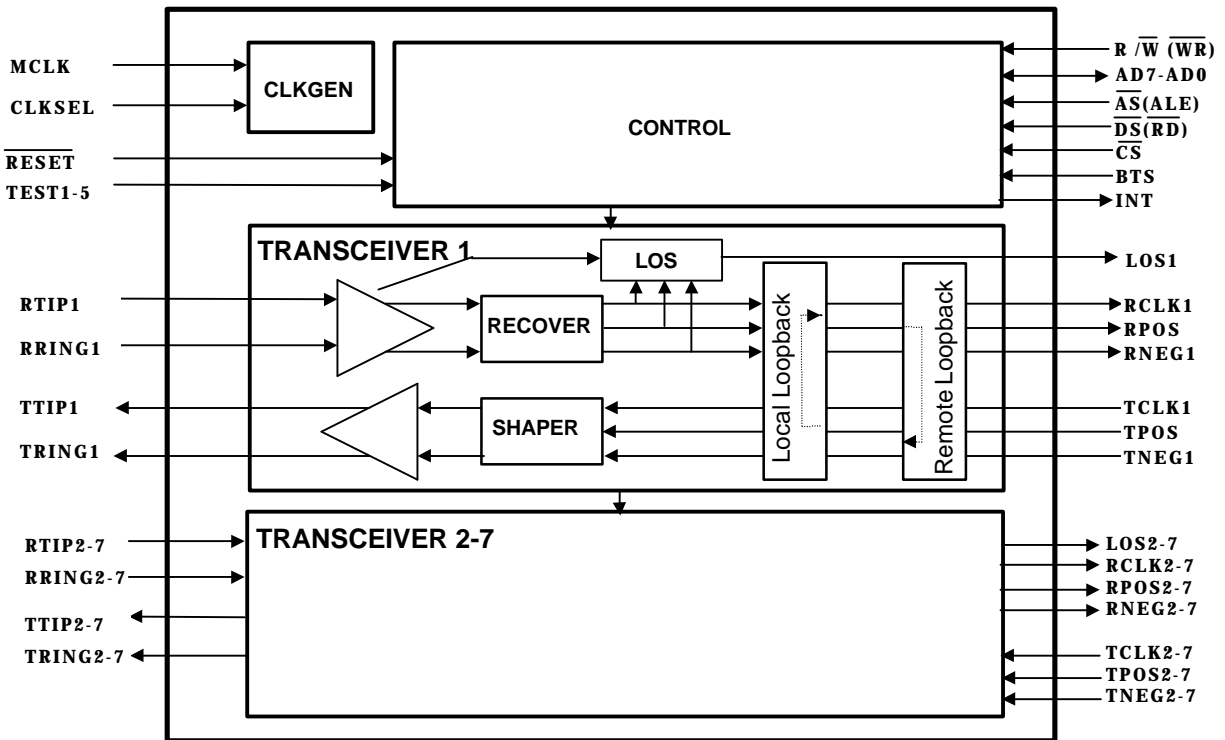 MCLK
CLKSEL
RESET
TEST1-5
CLKGEN
CONTROL
R /W (WR)
AD7-AD0
AS(ALE)
DS(RD)
CS
BTS
INT
TRANSCEIVER 1
LOS
LOS1
RTIP1
RRING1
RECOVER
Local Loopback
Remote Loopback
RCLK1
RPOS
RNEG1
TTIP1
TRING1
SHAPER
TCLK1
TPOS
TNEG1
TRANSCEIVER 2-7
RTIP2-7
RRING2-7
TTIP2-7
TRING2-7
LOS2-7
RCLK2-7
RPOS2-7
RNEG2-7
TCLK2-7
TPOS2-7
TNEG2-7